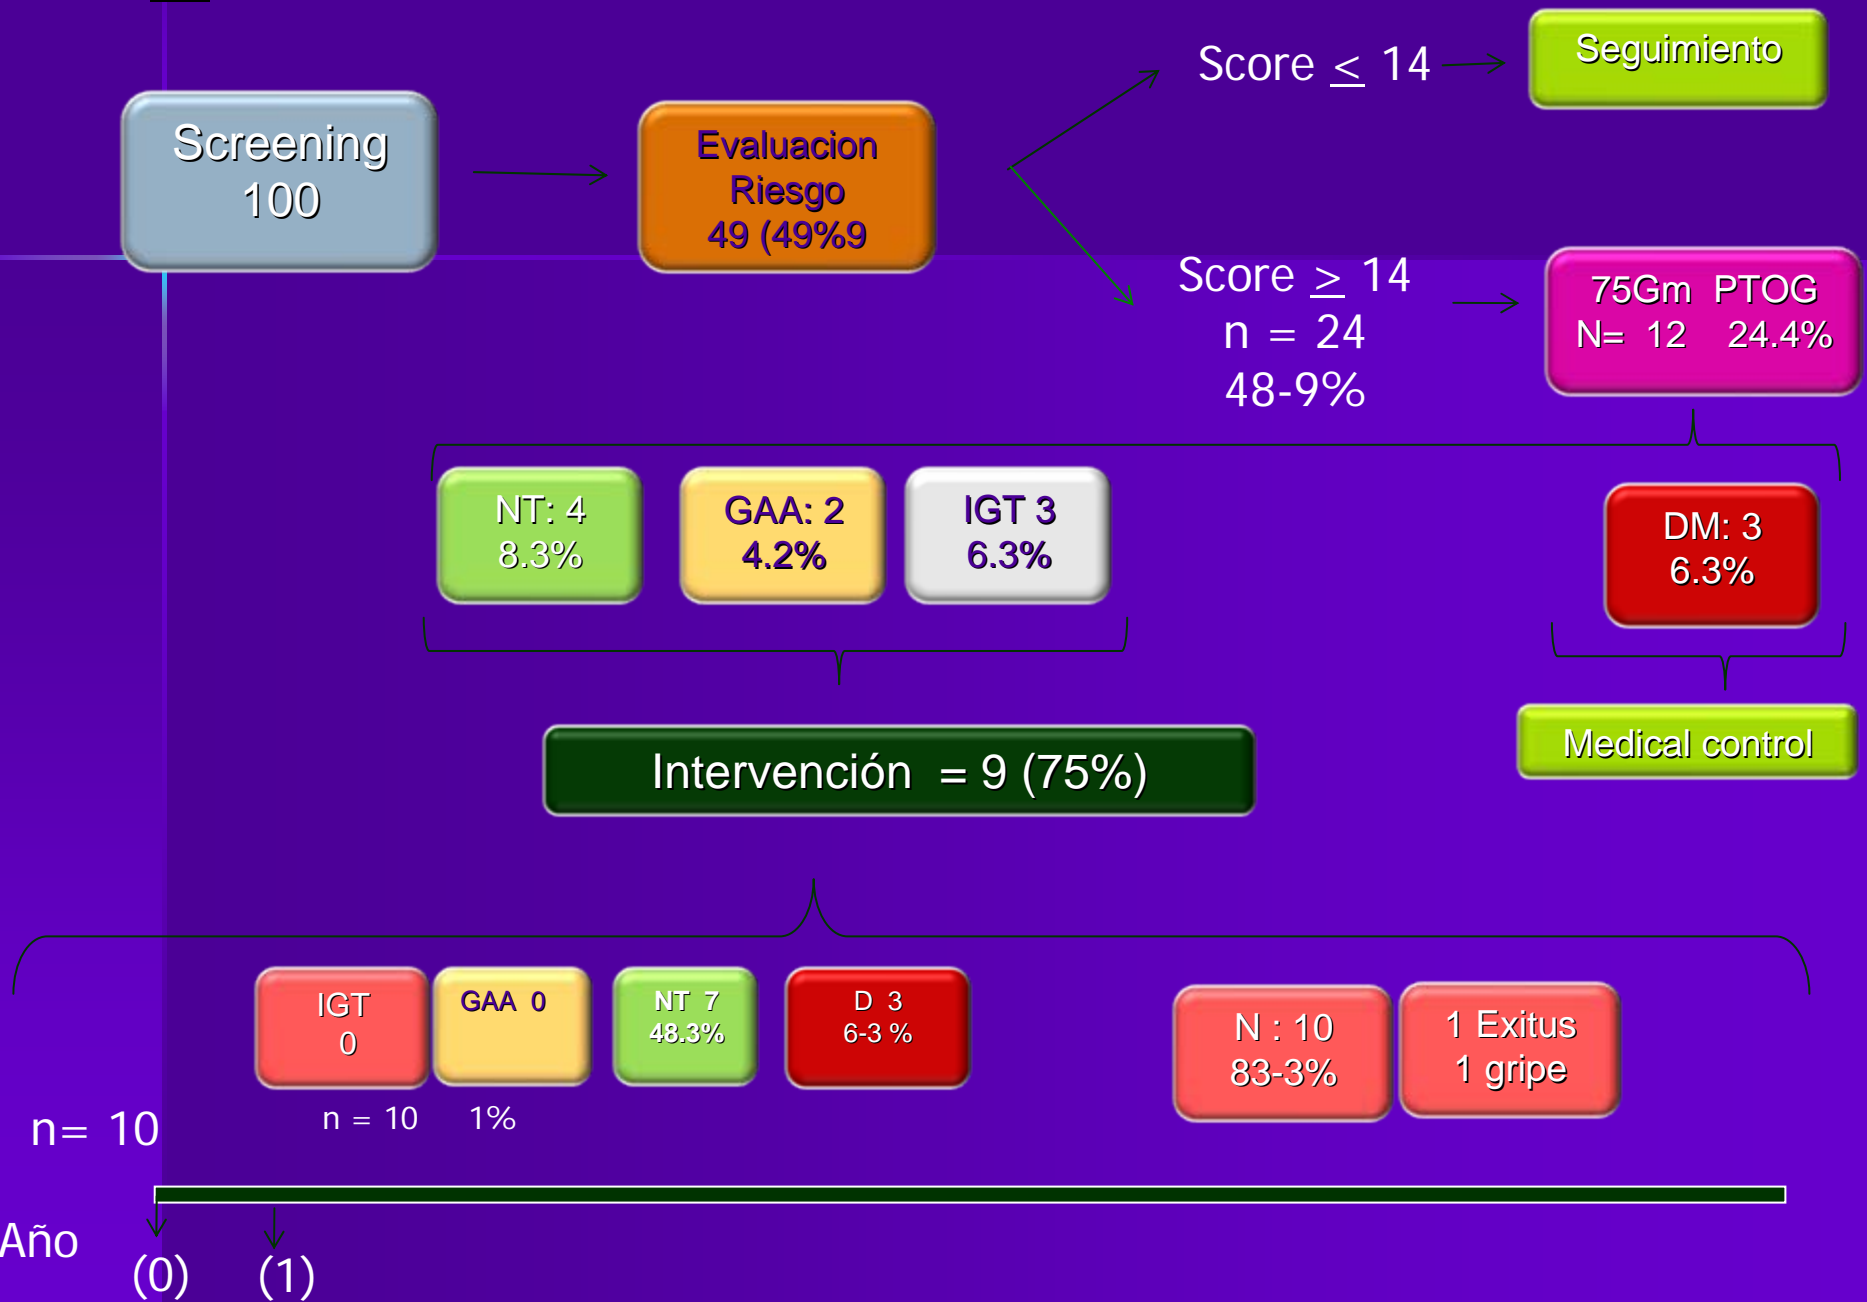 Screening
100
Evaluacion
Riesgo
49 (49%9
Score < 14
Seguimiento
Score > 14
n = 24
48-9%
75Gm PTOG
N= 12 24.4%
NT: 4
8.3%
GAA: 2
4.2%
IGT 3
6.3%
DM: 3
6.3%
Intervención = 9 (75%)
Medical control
IGT
0
GAA 0
NT 7
48.3%
D 3
6-3 %
N : 10
83-3%
1 Exitus
1 gripe
n= 10
n = 10 1%
Año
(0) (1)